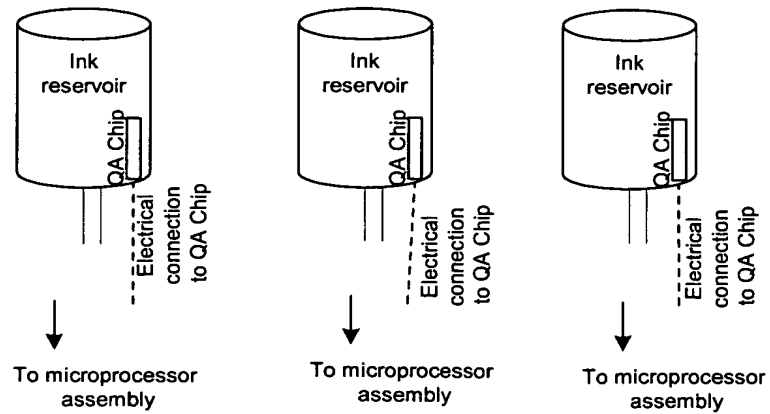 Ink
reservoir
QA Chip
Electrical
connection
to QA Chip
To microprocessor
assembly
Ink
reservoir
QA Chip
Electrical
connection
to QA Chip
To microprocessor
assembly
Ink
reservoir
QA Chip
Electrical
connection
to QA Chip
To microprocessor
assembly